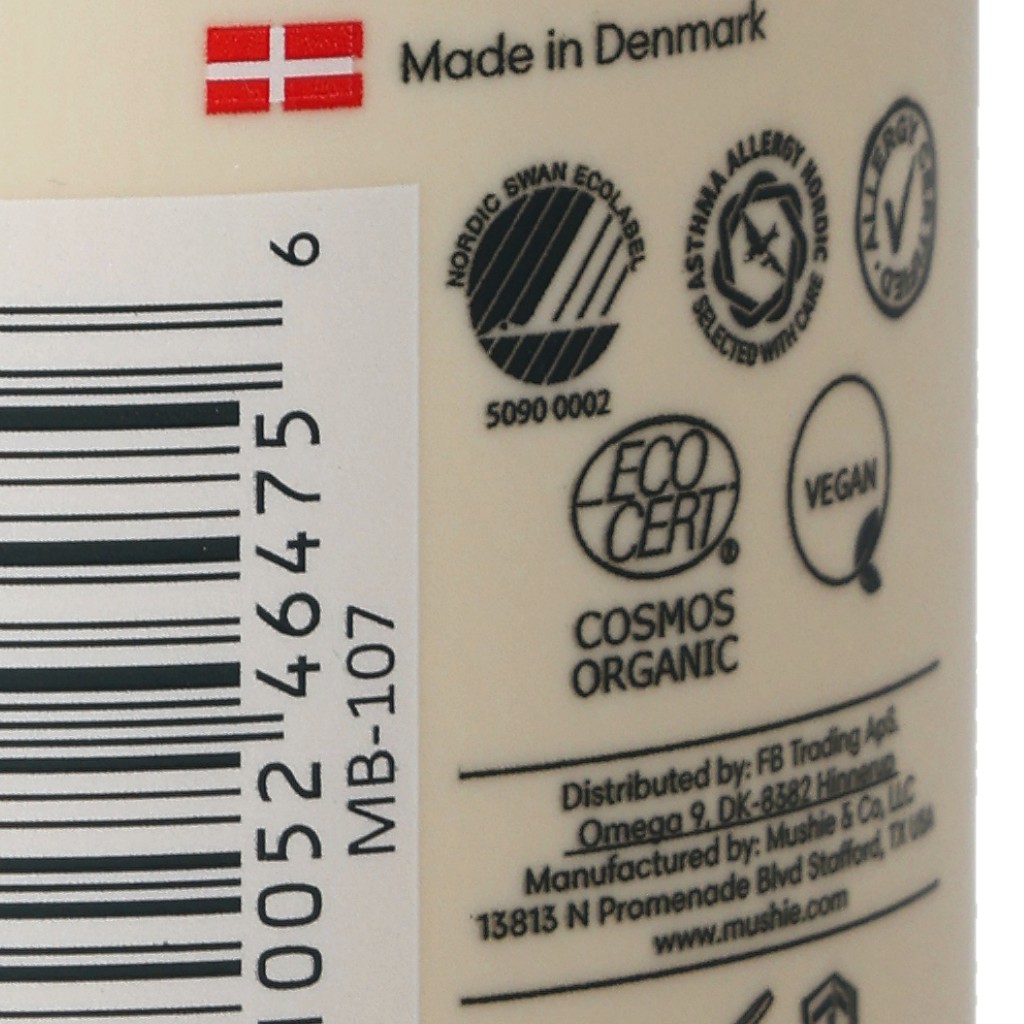 Made in Denmark
NORDIC SWAN ECOLABEL
5090 0002
ASTHMA ALLERGY NORDIC
SELECTED WITH CARE
ALLERGY CERTIFIED
ECO
CERT®
COSMOS
ORGANIC
VEGAN
Distributed by: FB Trading ApS.
Omega 9, DK-8382 Hinnerup
Manufactured by: Mushie & Co, LLC
13813 N Promenade Blvd Stafford, TX USA
www.mushie.com
0052 46475 6
MB-107